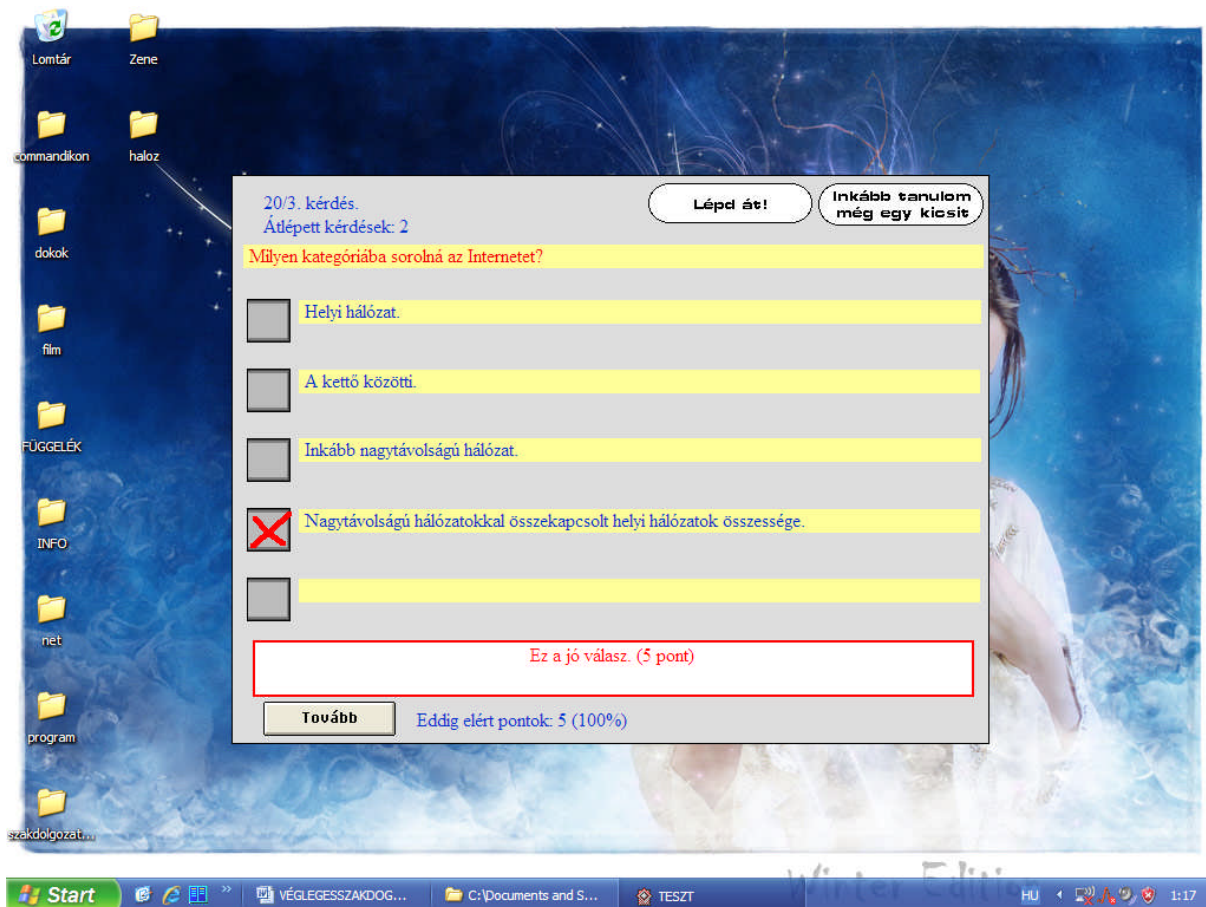 Lomtár
Zene
commandikon
haloz
dokok
film
FÜGGELÉK
INFO
net
program
szakdolgozat...
20/3. kérdés.
Átlépett kérdések: 2
Lépd át!
Inkább tanulom
még egy kicsit
Milyen kategóriába sorolná az Internetet?
Helyi hálózat.
A kettő közötti.
Inkább nagytávolságú hálózat.
Nagytávolságú hálózatokkal összekapcsolt helyi hálózatok összessége.
Ez a jó válasz. (5 pont)
Tovább
Eddig elért pontok: 5 (100%)
Winter Edition
Start
VÉGLEGESSZAKDOG...
C:\Documents and S...
TESZT
HU
1:17